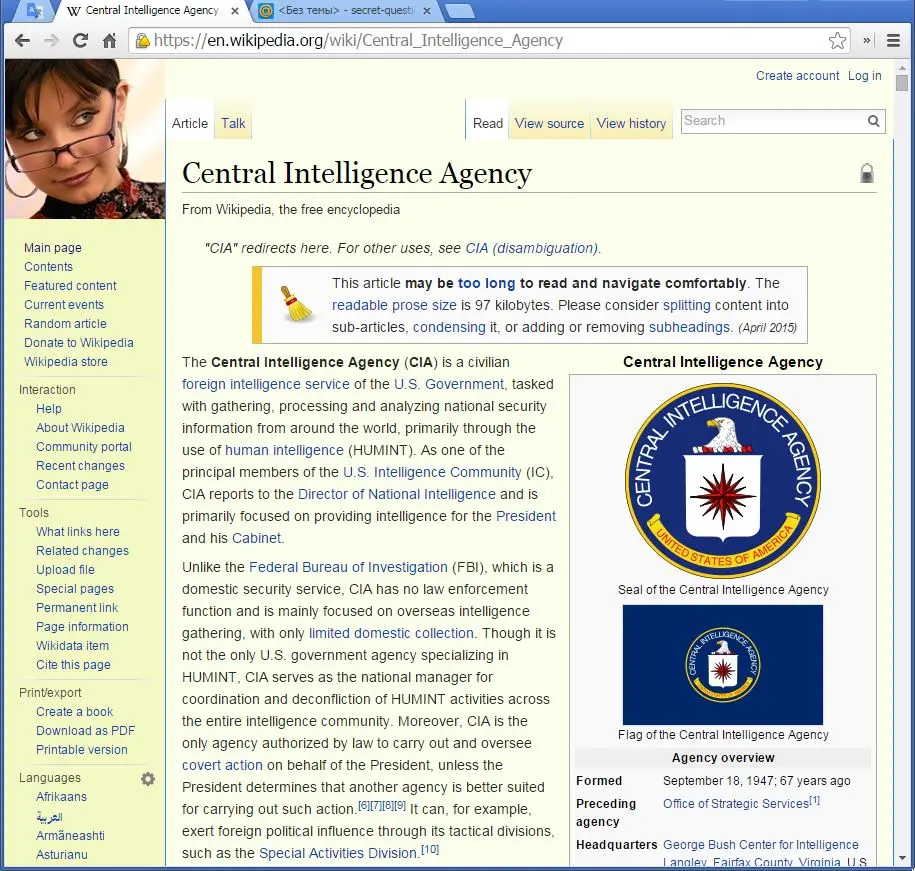 Central Intelligence Agency
<Без темы> - secret-questi
https://en.wikipedia.org/wiki/Central_Intelligence_Agency
Create account Log in
Article Talk Read View source View history Search
Central Intelligence Agency
From Wikipedia, the free encyclopedia
"CIA" redirects here. For other uses, see CIA (disambiguation).
This article may be too long to read and navigate comfortably. The
readable prose size is 97 kilobytes. Please consider splitting content into
sub-articles, condensing it, or adding or removing subheadings. (April 2015)
Main page
Contents
Featured content
Current events
Random article
Donate to Wikipedia
Wikipedia store
Interaction
Help
About Wikipedia
Community portal
Recent changes
Contact page
Tools
What links here
Related changes
Upload file
Special pages
Permanent link
Page information
Wikidata item
Cite this page
Print/export
Create a book
Download as PDF
Printable version
Languages
Afrikaans
العربية
Armãneashti
Asturianu
The Central Intelligence Agency (CIA) is a civilian
foreign intelligence service of the U.S. Government, tasked
with gathering, processing and analyzing national security
information from around the world, primarily through the
use of human intelligence (HUMINT). As one of the
principal members of the U.S. Intelligence Community (IC),
CIA reports to the Director of National Intelligence and is
primarily focused on providing intelligence for the President
and his Cabinet.
Unlike the Federal Bureau of Investigation (FBI), which is a
domestic security service, CIA has no law enforcement
function and is mainly focused on overseas intelligence
gathering, with only limited domestic collection. Though it is
not the only U.S. government agency specializing in
HUMINT, CIA serves as the national manager for
coordination and deconfliction of HUMINT activities across
the entire intelligence community. Moreover, CIA is the
only agency authorized by law to carry out and oversee
covert action on behalf of the President, unless the
President determines that another agency is better suited
for carrying out such action.[6][7][8][9] It can, for example,
exert foreign political influence through its tactical divisions,
such as the Special Activities Division.[10]
Central Intelligence Agency
CENTRAL INTELLIGENCE AGENCY
UNITED STATES OF AMERICA
Seal of the Central Intelligence Agency
CENTRAL INTELLIGENCE AGENCY
UNITED STATES OF AMERICA
Flag of the Central Intelligence Agency
Agency overview
Formed September 18, 1947; 67 years ago
Preceding agency Office of Strategic Services[1]
Headquarters George Bush Center for Intelligence
Langley, Fairfax County, Virginia, U.S.